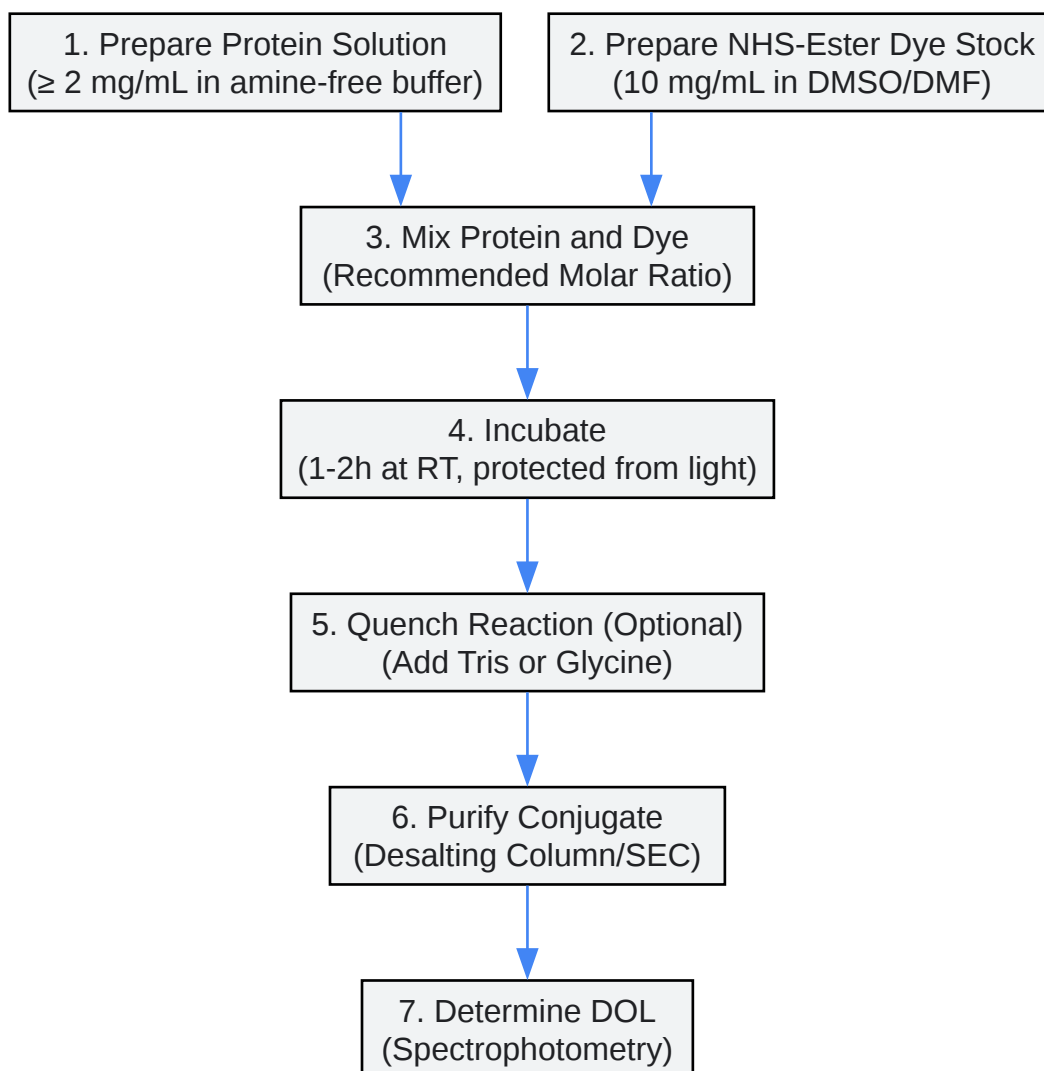 1. Prepare Protein Solution
(≥ 2 mg/mL in amine-free buffer)
2. Prepare NHS-Ester Dye Stock
(10 mg/mL in DMSO/DMF)
3. Mix Protein and Dye
(Recommended Molar Ratio)
4. Incubate
(1-2h at RT, protected from light)
5. Quench Reaction (Optional)
(Add Tris or Glycine)
6. Purify Conjugate
(Desalting Column/SEC)
7. Determine DOL
(Spectrophotometry)